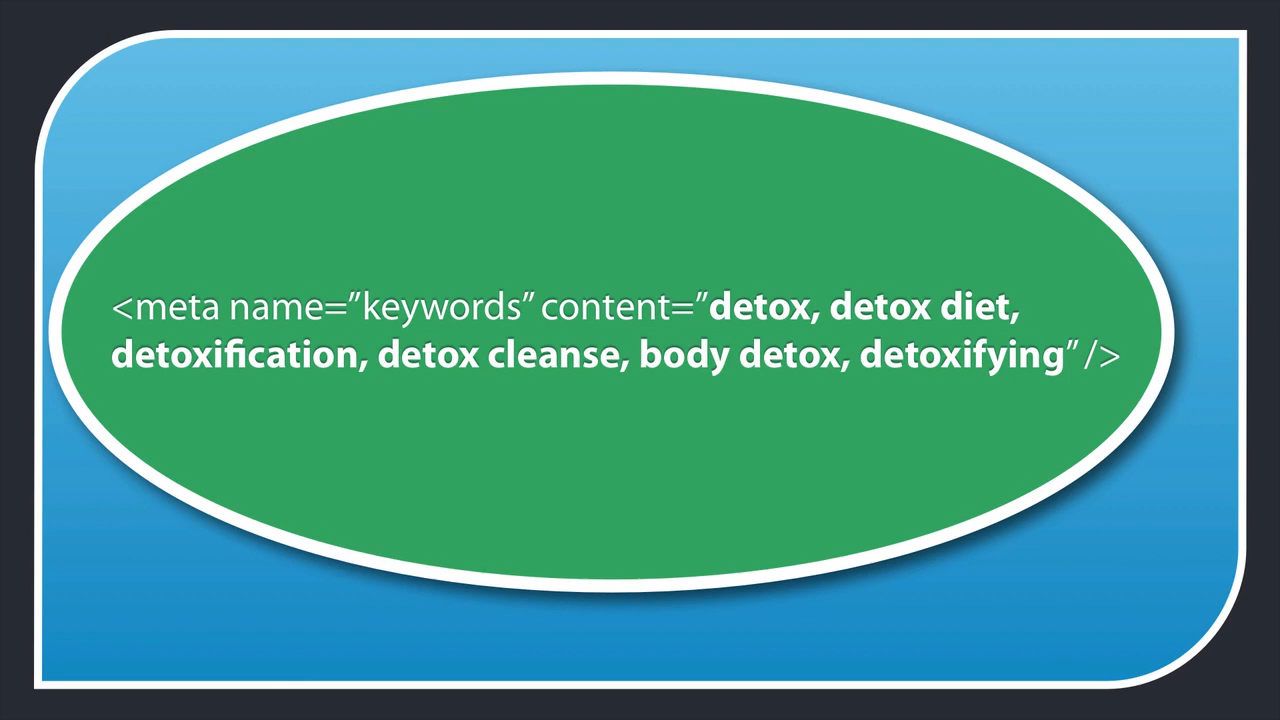 <meta name=”keywords” content=”detox, detox diet,
detoxification, detox cleanse, body detox, detoxifying” />